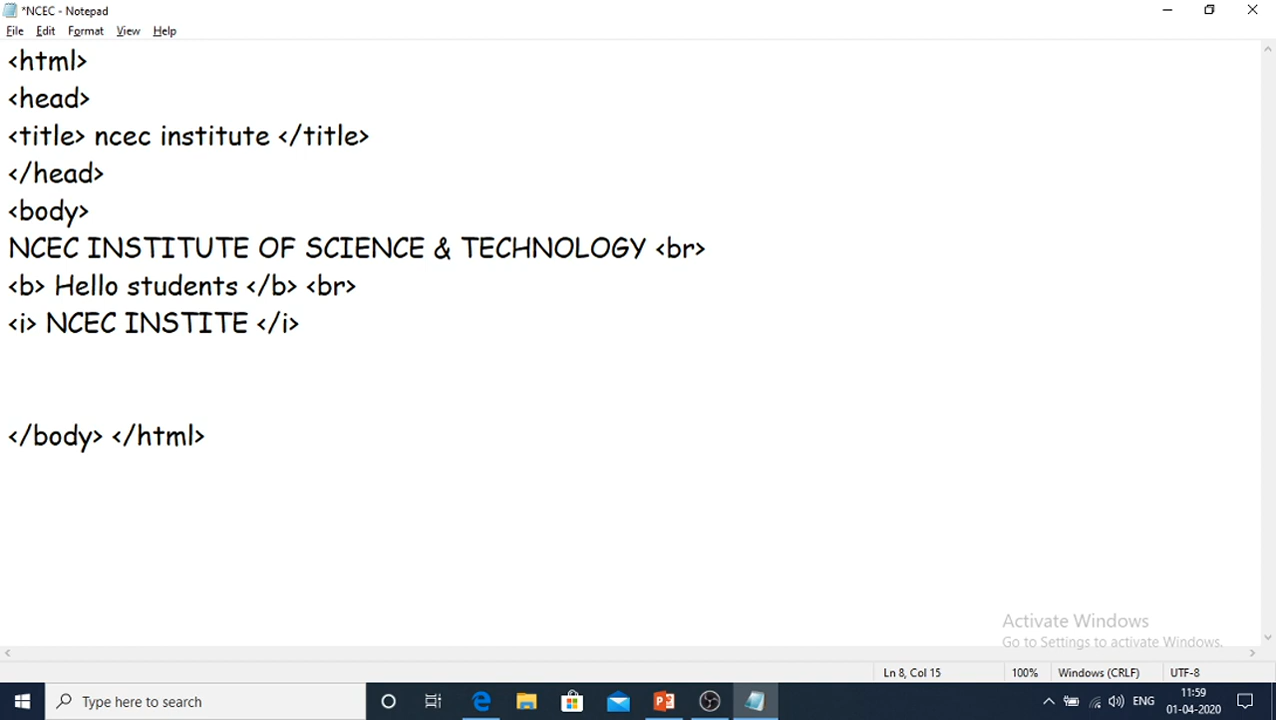 *NCEC - Notepad
File Edit Format View Help
<html>
<head>
<title> ncec institute </title>
</head>
<body>
NCEC INSTITUTE OF SCIENCE & TECHNOLOGY <br>
<b> Hello students </b> <br>
<i> NCEC INSTITE </i>
</body> </html>
Activate Windows
Go to Settings to activate Windows.
Ln 8, Col 15 100% Windows (CRLF) UTF-8
Type here to search
ENG
11:59
01-04-2020